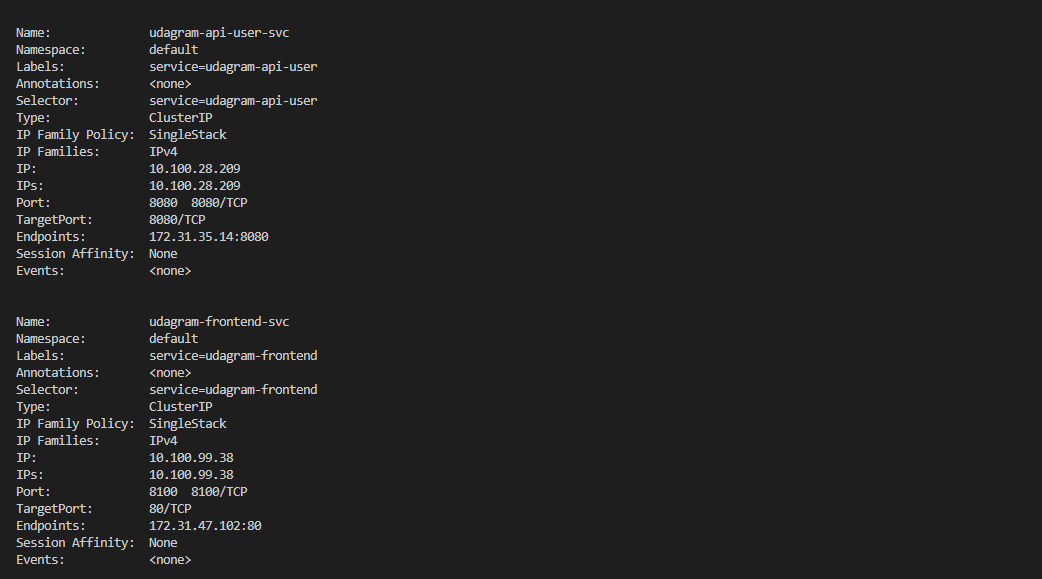 Name: udagram-api-user-svc
Namespace: default
Labels: service=udagram-api-user
Annotations: <none>
Selector: service=udagram-api-user
Type: ClusterIP
IP Family Policy: SingleStack
IP Families: IPv4
IP: 10.100.28.209
IPs: 10.100.28.209
Port: 8080 8080/TCP
TargetPort: 8080/TCP
Endpoints: 172.31.35.14:8080
Session Affinity: None
Events: <none>
Name: udagram-frontend-svc
Namespace: default
Labels: service=udagram-frontend
Annotations: <none>
Selector: service=udagram-frontend
Type: ClusterIP
IP Family Policy: SingleStack
IP Families: IPv4
IP: 10.100.99.38
IPs: 10.100.99.38
Port: 8100 8100/TCP
TargetPort: 80/TCP
Endpoints: 172.31.47.102:80
Session Affinity: None
Events: <none>